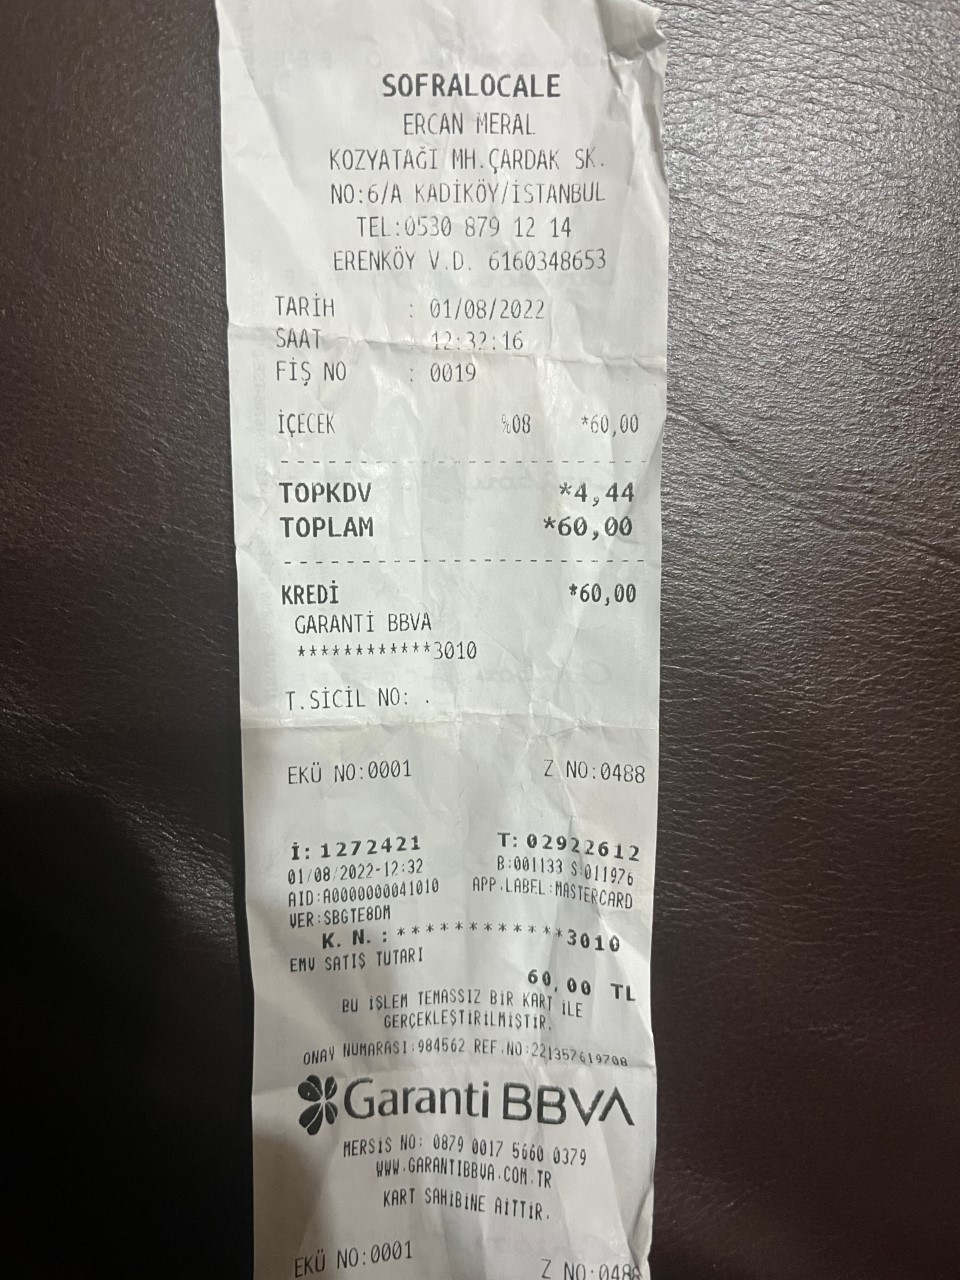 SOFRALOCALE
ERCAN MERAL
KOZYATAĞI MH.ÇARDAK SK.
NO:6/A KADİKÖY/İSTANBUL
TEL:0530 879 12 14
ERENKÖY V.D. 6160348653
TARİH : 01/08/2022
SAAT 12:32:16
FİŞ NO : 0019
İÇECEK %08 *60,00
TOPKDV *4,44
TOPLAM *60,00
KREDİ *60,00
GARANTİ BBVA
************3010
T.SİCİL NO: .
EKÜ NO:0001 Z NO:0488
İ: 1272421 T: 02922612
01/08/2022-12:32 B:001133 S:011976
AID:A0000000041010 APP.LABEL:MASTERCARD
VER:SBGTE8DM
K. N. : ************3010
EMV SATIŞ TUTARI
60,00 TL
BU İŞLEM TEMASSIZ BİR KART İLE
GERÇEKLEŞTİRİLMİŞTİR.
ONAY NUMARASI:984562 REF.NO:221357619708
Garanti BBVA
MERSİS NO: 0879 0017 5660 0379
WWW.GARANTIBBVA.COM.TR
KART SAHİBİNE AİTTİR.
EKÜ NO:0001 Z NO:0488